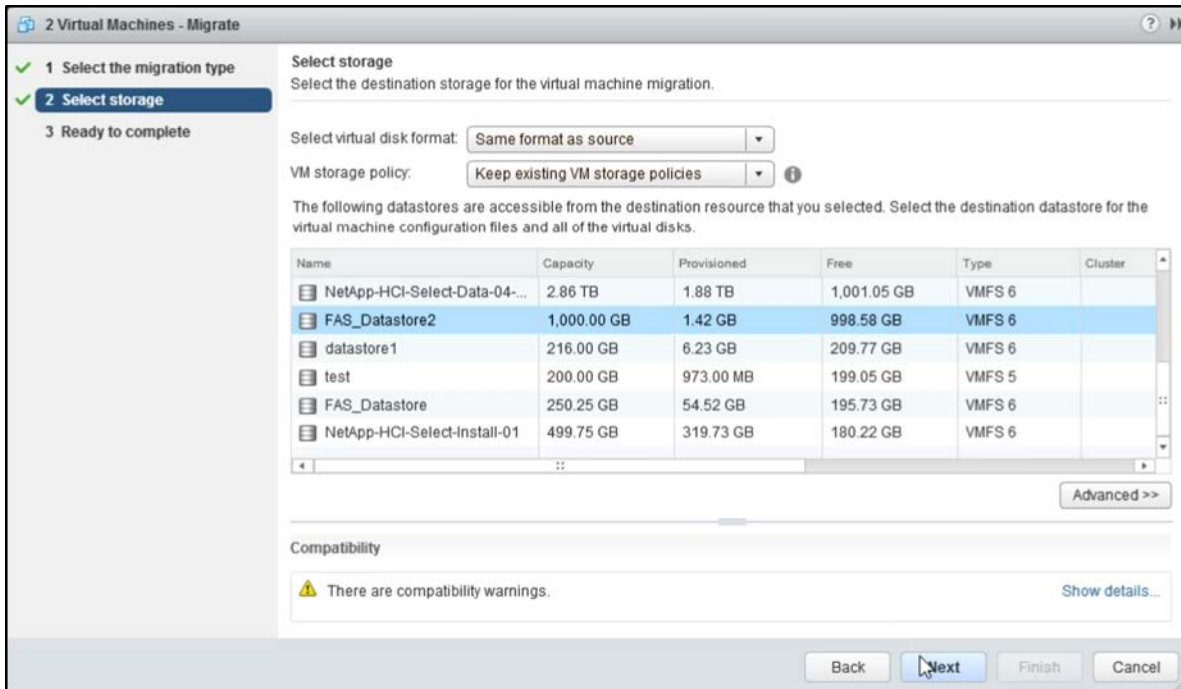 2 Virtual Machines - Migrate
1 Select the migration type
2 Select storage
3 Ready to complete
Select storage
Select the destination storage for the virtual machine migration.
Select virtual disk format: Same format as source
VM storage policy: Keep existing VM storage policies
The following datastores are accessible from the destination resource that you selected. Select the destination datastore for the
virtual machine configuration files and all of the virtual disks.
Name Capacity Provisioned Free Type Cluster
NetApp-HCI-Select-Data-04-... 2.86 TB 1.88 TB 1,001.05 GB VMFS 6
FAS_Datastore2 1,000.00 GB 1.42 GB 998.58 GB VMFS 6
datastore1 216.00 GB 6.23 GB 209.77 GB VMFS 6
test 200.00 GB 973.00 MB 199.05 GB VMFS 5
FAS_Datastore 250.25 GB 54.52 GB 195.73 GB VMFS 6
NetApp-HCI-Select-Install-01 499.75 GB 319.73 GB 180.22 GB VMFS 6
Advanced >>
Compatibility
There are compatibility warnings. Show details...
Back Next Finish Cancel